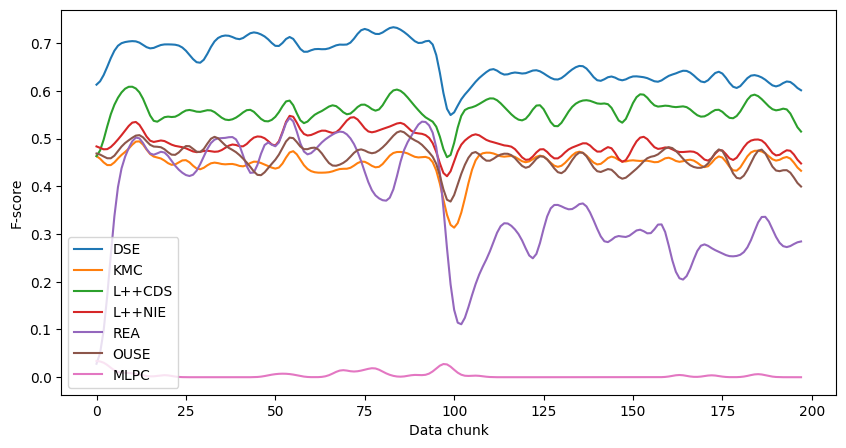 0.7
0.6
0.5
0.4
0.3
0.2
0.1
0.0
F-score
DSE
KMC
L++CDS
L++NIE
REA
OUSE
MLPC
0 25 50 75 100 125 150 175 200
Data chunk